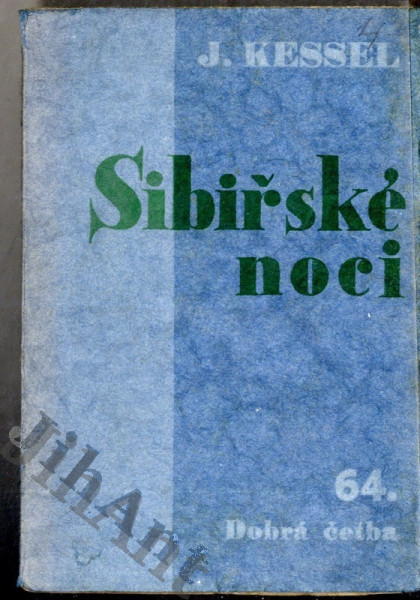 J. KESSEL
Sibiřské
noci
64.
Dobrá četba
JihAnt